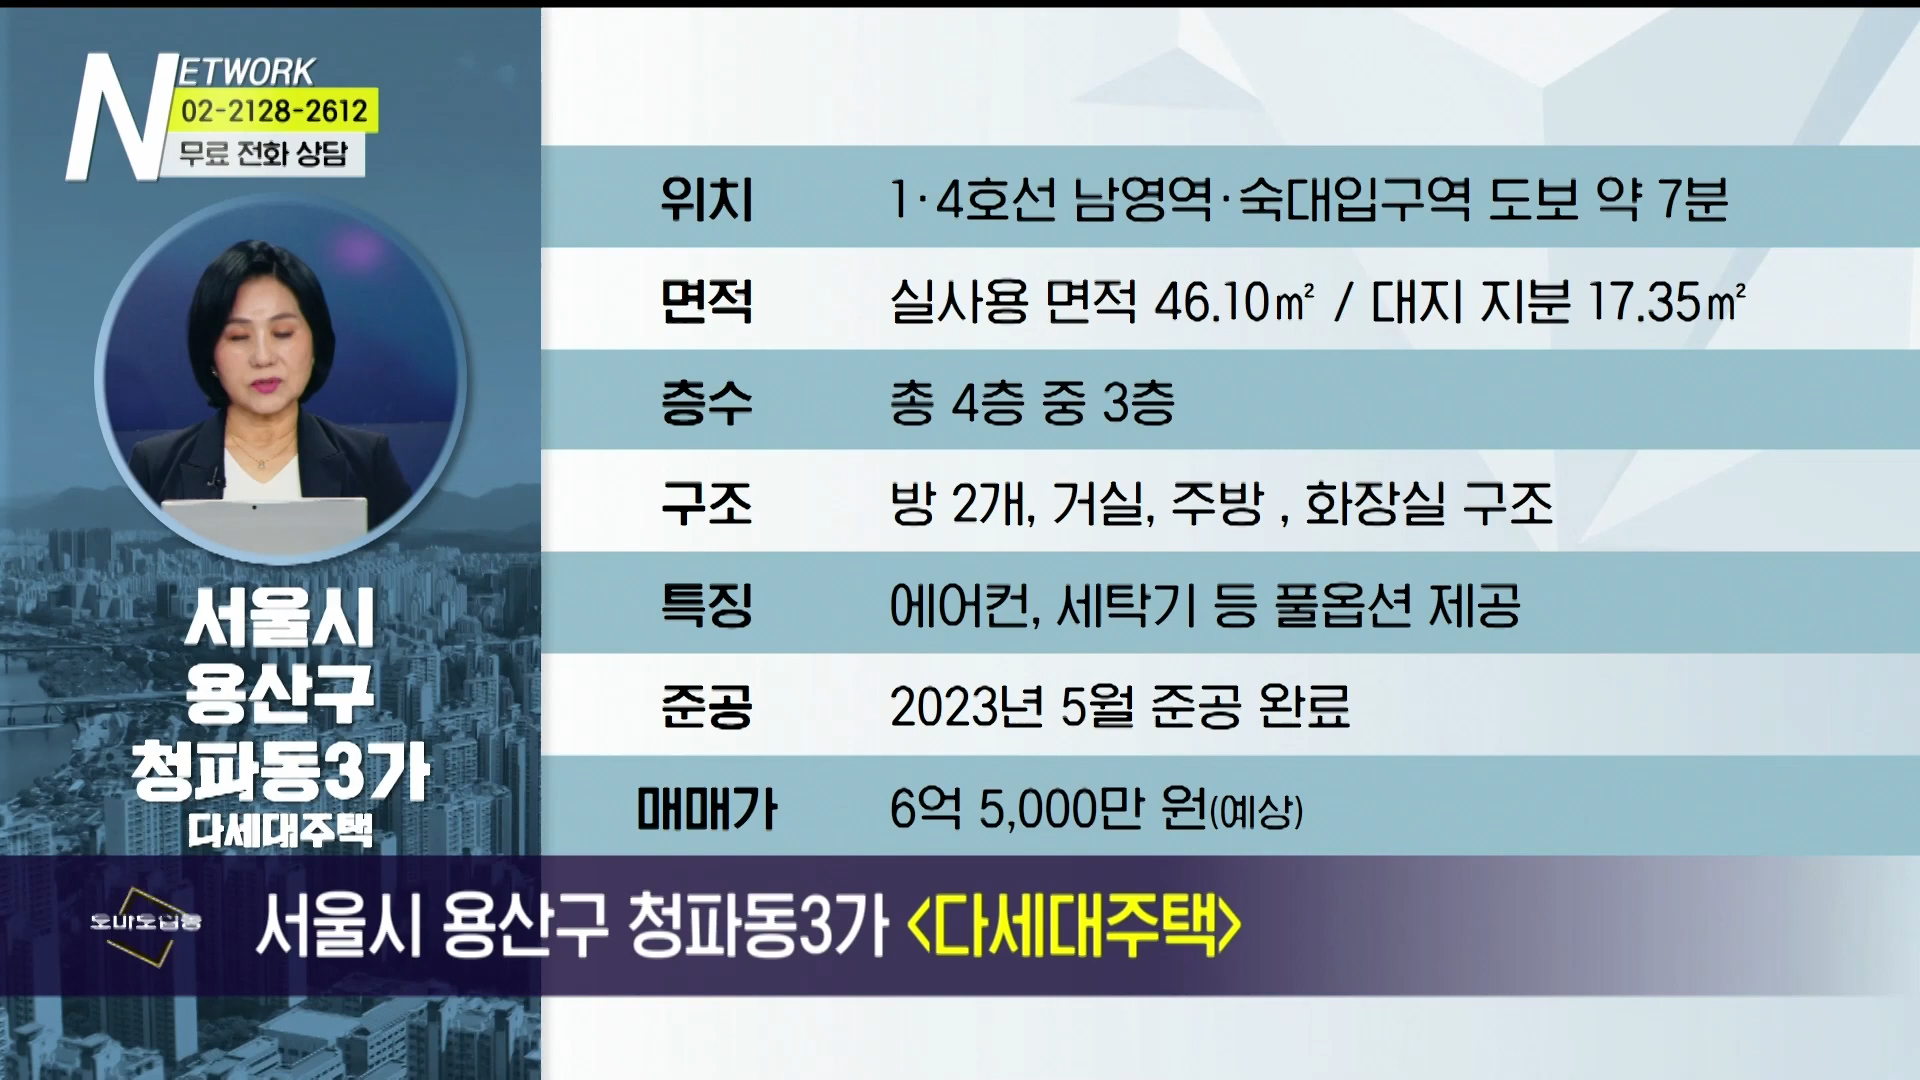 NETWORK
02-2128-2612
무료 전화 상담
서울시
용산구
청파동3가
다세대주택
위치 1·4호선 남영역·숙대입구역 도보 약 7분
면적 실사용 면적 46.10㎡ / 대지 지분 17.35㎡
층수 총 4층 중 3층
구조 방 2개, 거실, 주방 , 화장실 구조
특징 에어컨, 세탁기 등 풀옵션 제공
준공 2023년 5월 준공 완료
매매가 6억 5,000만 원(예상)
서울시 용산구 청파동3가 <다세대주택>